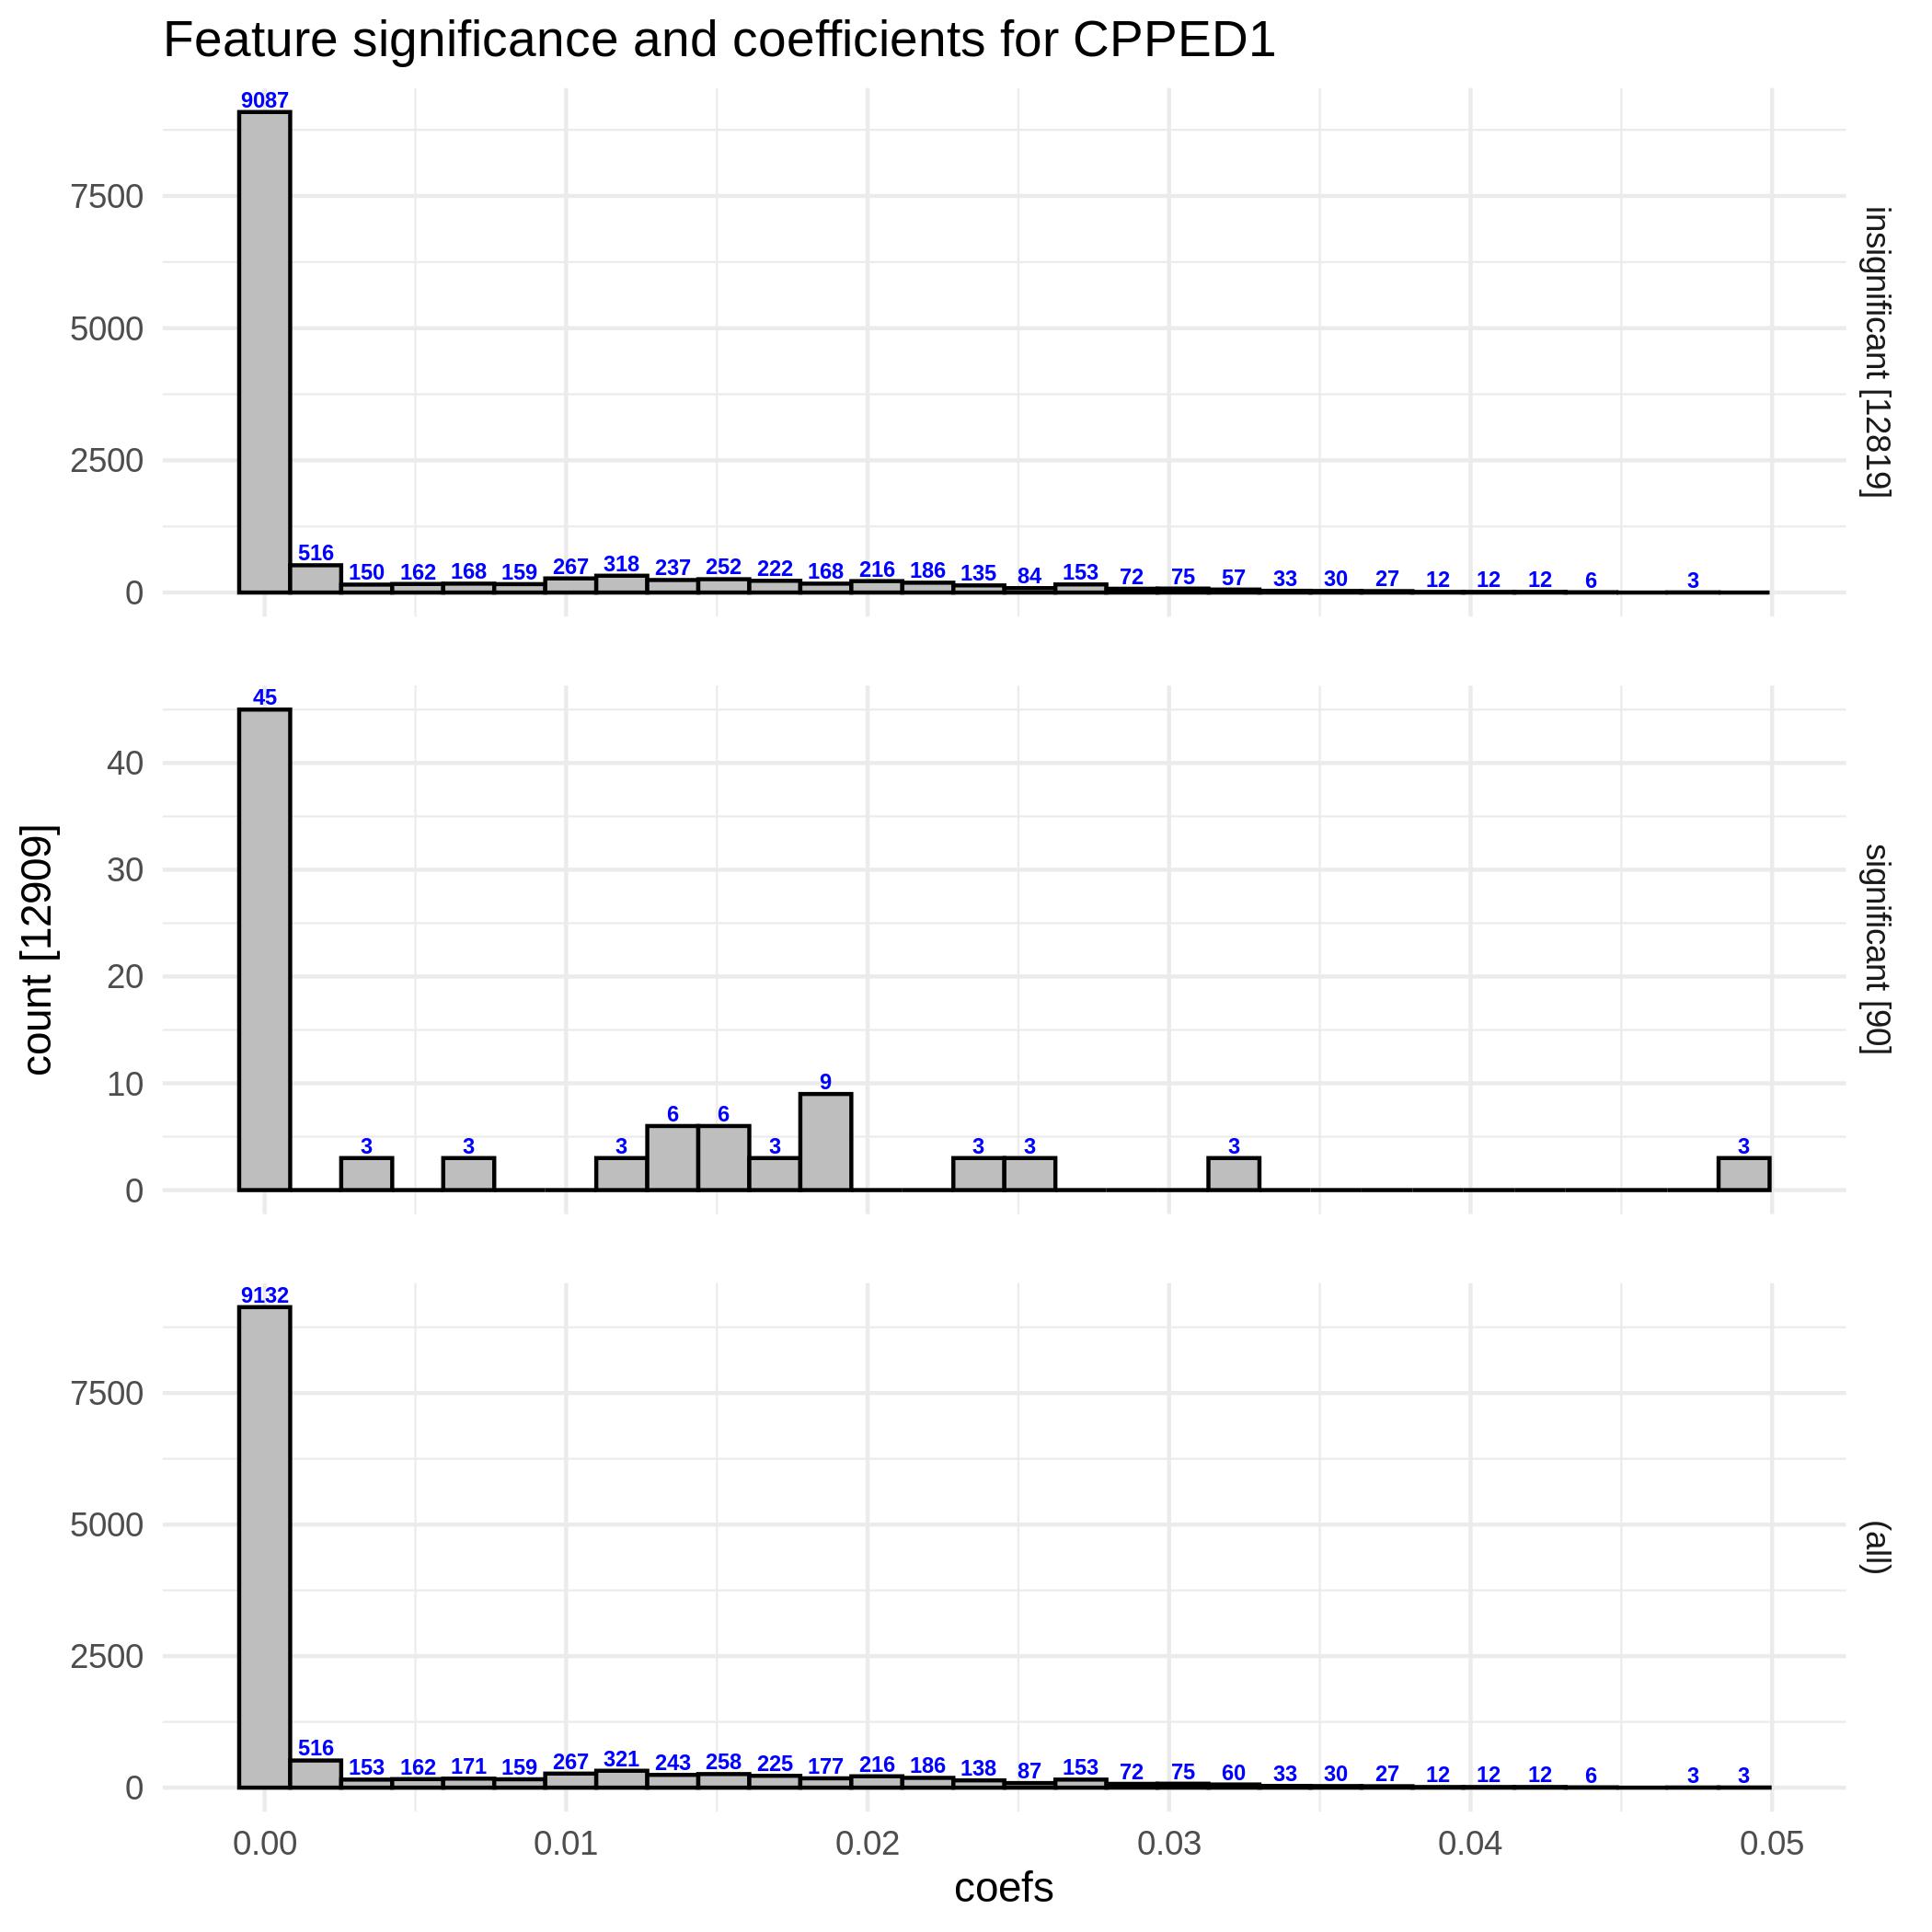 Feature significance and coefficients for CPPED1
9087
7500
5000
2500
0
516 150 162 168 159 267 318 237 252 222 168 216 186 135 84 153 72 75 57 33 30 27 12 12 12 6 3
insignificant [12819]
count [12909]
45
40
30
20
10
0
3 3 3 6 6 3 9 3 3 3 3
significant [90]
9132
7500
5000
2500
0
516 153 162 171 159 267 321 243 258 225 177 216 186 138 87 153 72 75 60 33 30 27 12 12 12 6 3 3
(all)
0.00 0.01 0.02 0.03 0.04 0.05
coefs